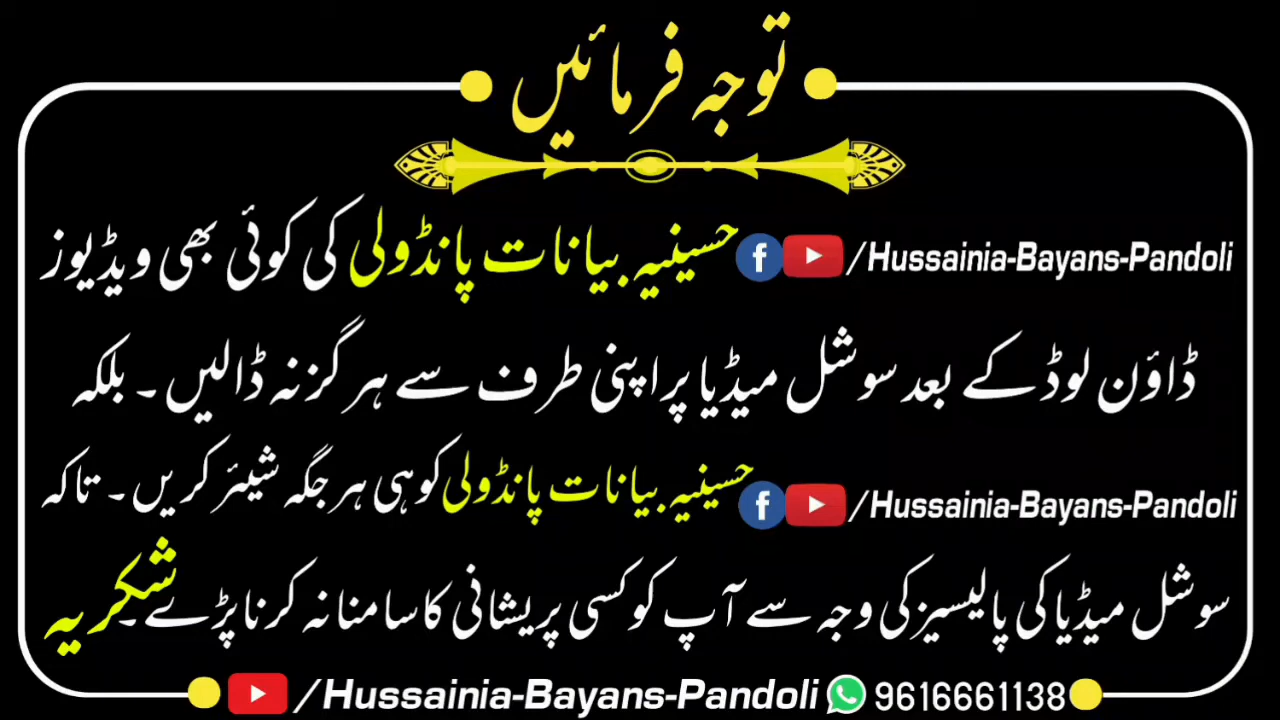 توجہ فرمائیں
/Hussainia-Bayans-Pandoli حسینیہ بیانات پانڈولی کی کوئی بھی ویڈیوز
ڈاؤن لوڈ کے بعد سوشل میڈیا پر اپنی طرف سے ہر گز نہ ڈالیں۔ بلکہ
/Hussainia-Bayans-Pandoli حسینیہ بیانات پانڈولی کو ہی ہر جگہ شیئر کریں۔ تاکہ
سوشل میڈیا کی پالیسیز کی وجہ سے آپ کو کسی پریشانی کا سامنا نہ کرنا پڑے۔ شکریہ
/Hussainia-Bayans-Pandoli 9616661138